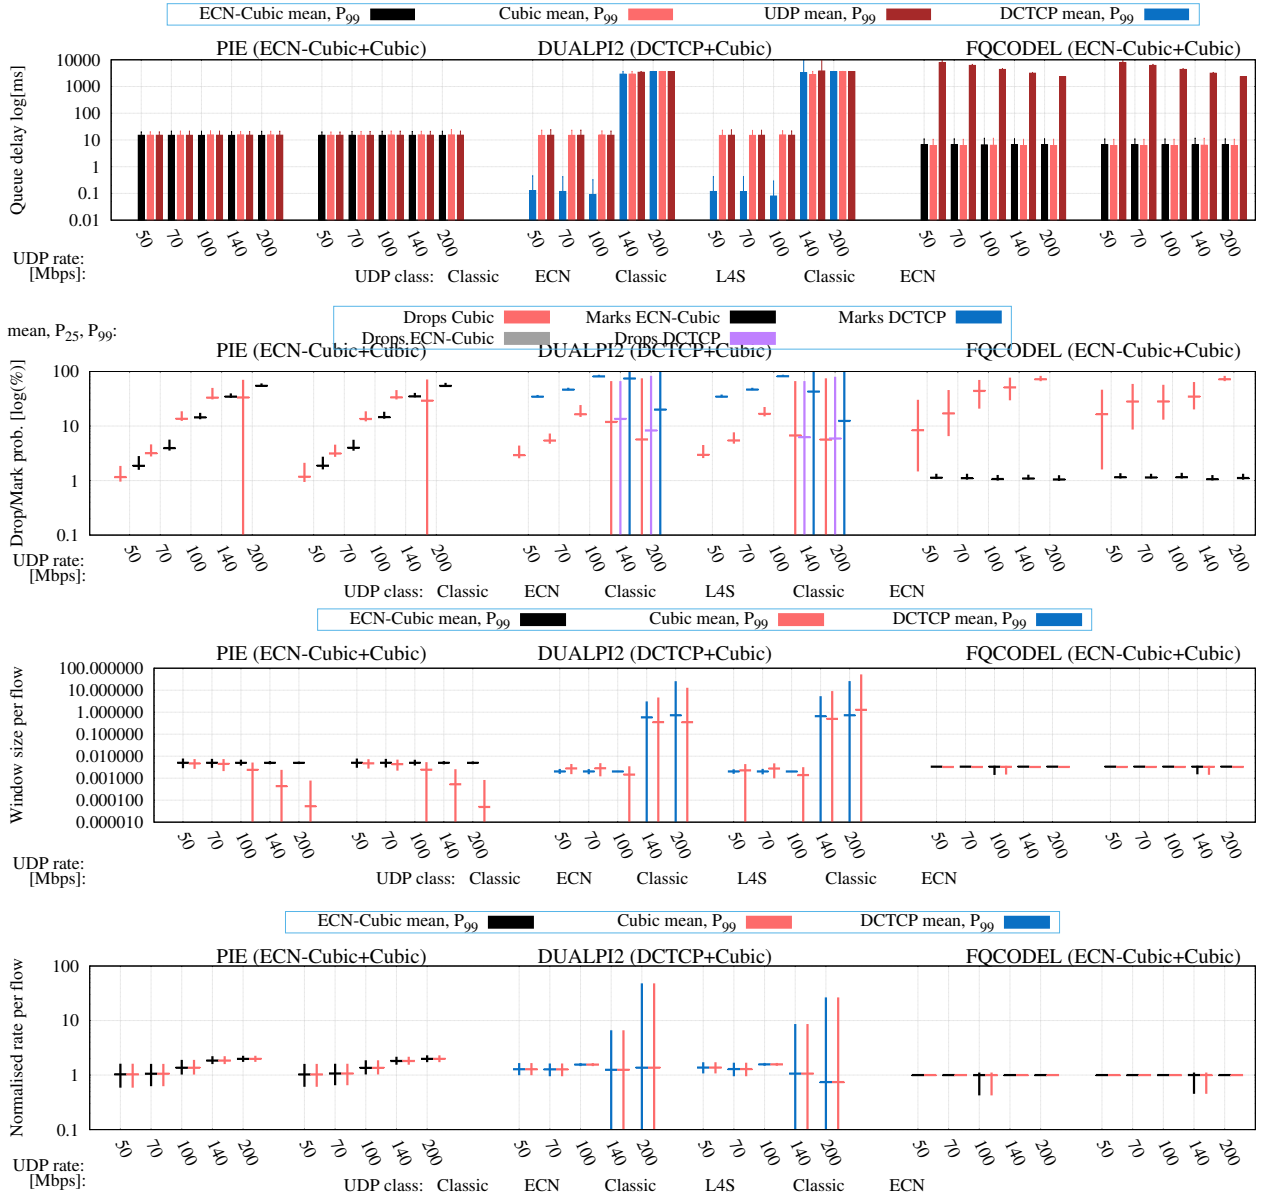 ECN-Cubic mean, P99 Cubic mean, P99 UDP mean, P99 DCTCP mean, P99
PIE (ECN-Cubic+Cubic) DUALPI2 (DCTCP+Cubic) FQCODEL (ECN-Cubic+Cubic)
Queue delay log[ms]
10000
1000
100
10
1
0.1
0.01
50 70 100 140 200 50 70 100 140 200 50 70 100 140 200 50 70 100 140 200 50 70 100 140 200 50 70 100 140 200
UDP rate:
[Mbps]:
UDP class: Classic ECN Classic L4S Classic ECN
mean, P25, P99:
Drops Cubic Marks ECN-Cubic Marks DCTCP
Drops ECN-Cubic Drops DCTCP
PIE (ECN-Cubic+Cubic) DUALPI2 (DCTCP+Cubic) FQCODEL (ECN-Cubic+Cubic)
Drop/Mark prob. [log(%)]
100
10
1
0.1
50 70 100 140 200 50 70 100 140 200 50 70 100 140 200 50 70 100 140 200 50 70 100 140 200 50 70 100 140 200
UDP rate:
[Mbps]:
UDP class: Classic ECN Classic L4S Classic ECN
ECN-Cubic mean, P99 Cubic mean, P99 DCTCP mean, P99
PIE (ECN-Cubic+Cubic) DUALPI2 (DCTCP+Cubic) FQCODEL (ECN-Cubic+Cubic)
Window size per flow
100.000000
10.000000
1.000000
0.100000
0.010000
0.001000
0.000100
0.000010
50 70 100 140 200 50 70 100 140 200 50 70 100 140 200 50 70 100 140 200 50 70 100 140 200 50 70 100 140 200
UDP rate:
[Mbps]:
UDP class: Classic ECN Classic L4S Classic ECN
ECN-Cubic mean, P99 Cubic mean, P99 DCTCP mean, P99
PIE (ECN-Cubic+Cubic) DUALPI2 (DCTCP+Cubic) FQCODEL (ECN-Cubic+Cubic)
Normalised rate per flow
100
10
1
0.1
50 70 100 140 200 50 70 100 140 200 50 70 100 140 200 50 70 100 140 200 50 70 100 140 200 50 70 100 140 200
UDP rate:
[Mbps]:
UDP class: Classic ECN Classic L4S Classic ECN